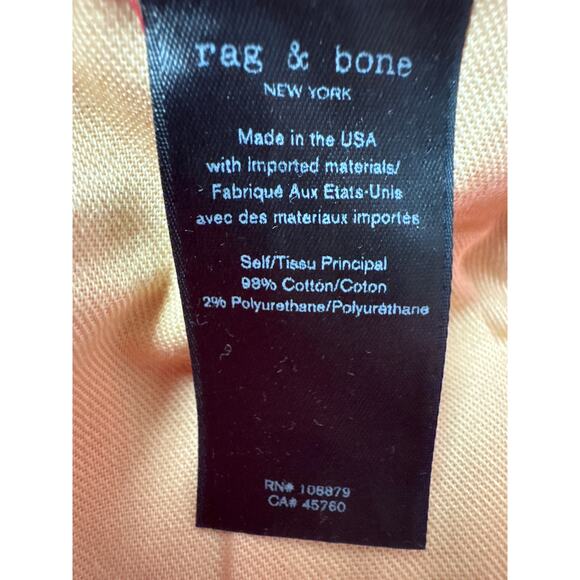 rag & bone
NEW YORK
Made in the USA
with imported materials/
Fabriqué Aux Etats-Unis
avec des materiaux importés
Self/Tissu Principal
98% Cotton/Coton
2% Polyurethane/Polyuréthane
RN# 108879
CA# 45760